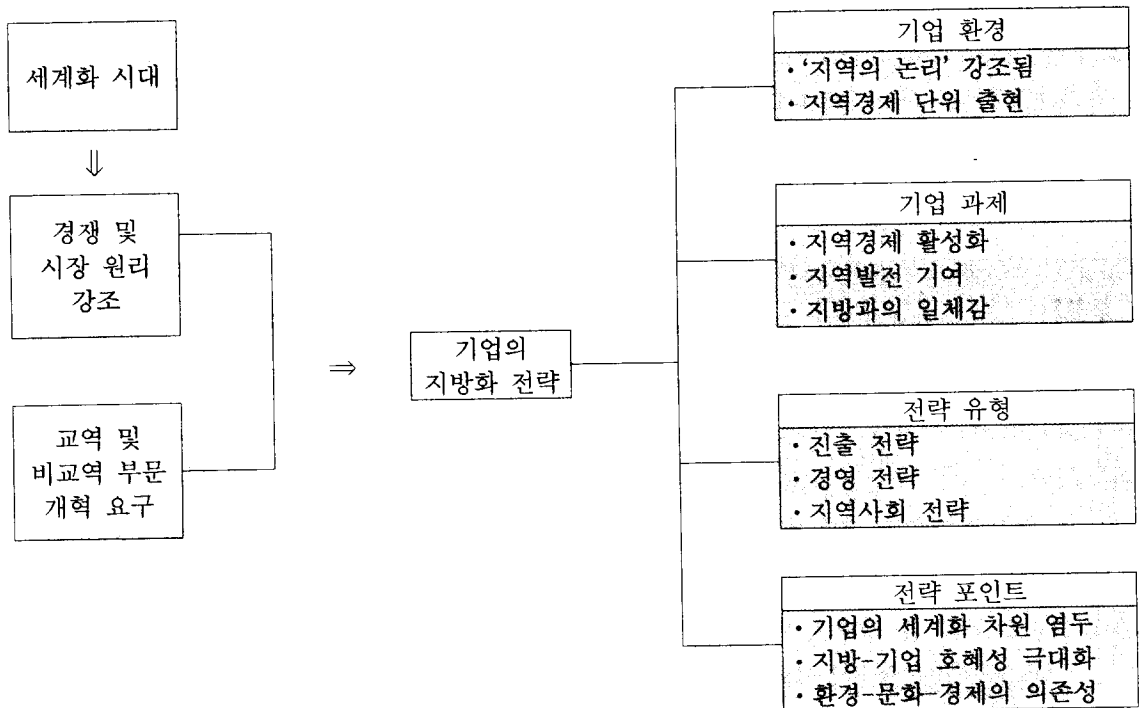 세계화 시대
⇓
경쟁 및
시장 원리
강조
교역 및
비교역 부문
개혁 요구
⇒
기업의
지방화 전략
기업 환경
· '지역의 논리' 강조됨
· 지역경제 단위 출현
기업 과제
· 지역경제 활성화
· 지역발전 기여
· 지방과의 일체감
전략 유형
· 진출 전략
· 경영 전략
· 지역사회 전략
전략 포인트
· 기업의 세계화 차원 염두
· 지방-기업 호혜성 극대화
· 환경-문화-경제의 의존성